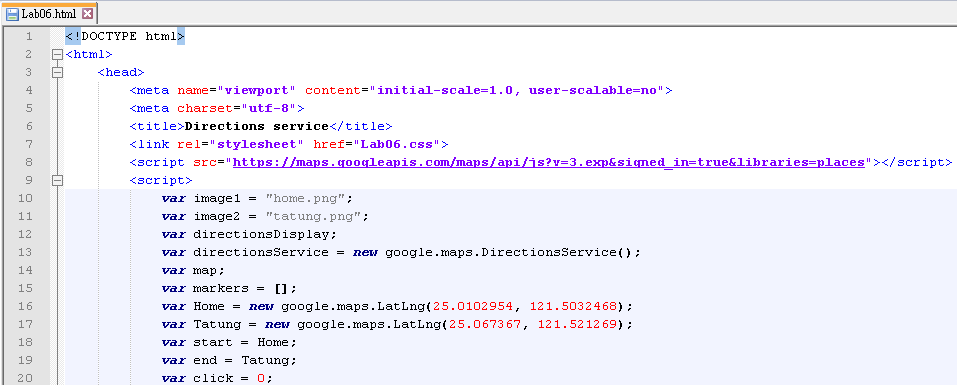 Lab06.html
1 <!DOCTYPE html>
2 <html>
3 <head>
4 <meta name="viewport" content="initial-scale=1.0, user-scalable=no">
5 <meta charset="utf-8">
6 <title>Directions service</title>
7 <link rel="stylesheet" href="Lab06.css">
8 <script src="https://maps.googleapis.com/maps/api/js?v=3.exp&signed_in=true&libraries=places"></script>
9 <script>
10 var image1 = "home.png";
11 var image2 = "tatung.png";
12 var directionsDisplay;
13 var directionsService = new google.maps.DirectionsService();
14 var map;
15 var markers = [];
16 var Home = new google.maps.LatLng(25.0102954, 121.5032468);
17 var Tatung = new google.maps.LatLng(25.067367, 121.521269);
18 var start = Home;
19 var end = Tatung;
20 var click = 0;